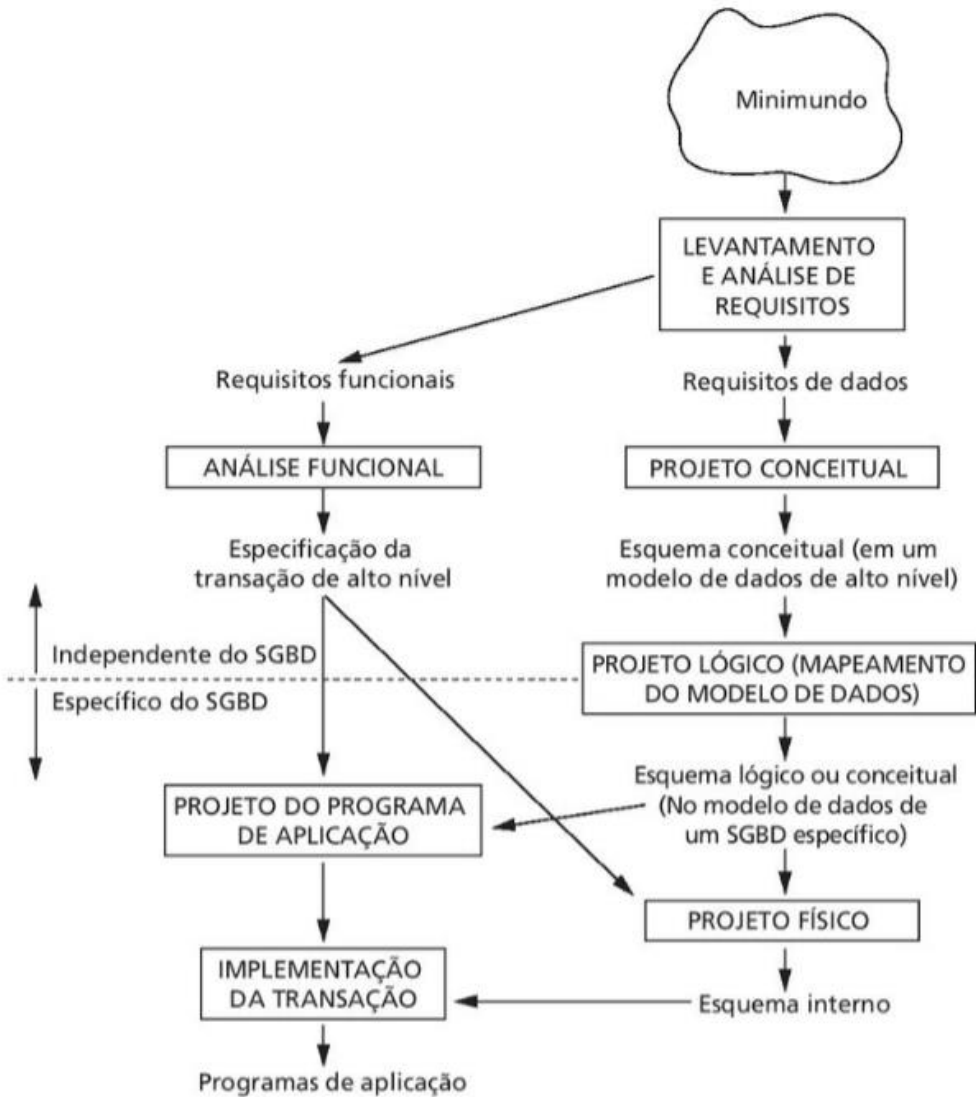 Minimundo
LEVANTAMENTO
E ANÁLISE DE
REQUISITOS
Requisitos funcionais
Requisitos de dados
ANÁLISE FUNCIONAL
PROJETO CONCEITUAL
Especificação da
transação de alto nível
Esquema conceitual (em um
modelo de dados de alto nível)
Independente do SGBD
Específico do SGBD
PROJETO LÓGICO (MAPEAMENTO
DO MODELO DE DADOS)
Esquema lógico ou conceitual
(No modelo de dados de
um SGBD específico)
PROJETO DO PROGRAMA
DE APLICAÇÃO
PROJETO FÍSICO
IMPLEMENTAÇÃO
DA TRANSAÇÃO
Esquema interno
Programas de aplicação